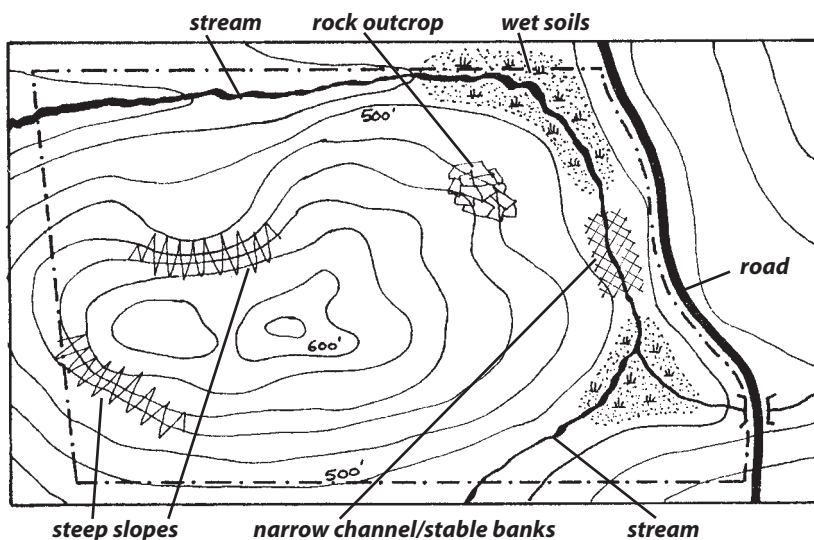 stream
rock outcrop
wet soils
500'
road
600'
500'
steep slopes
narrow channel/stable banks
stream